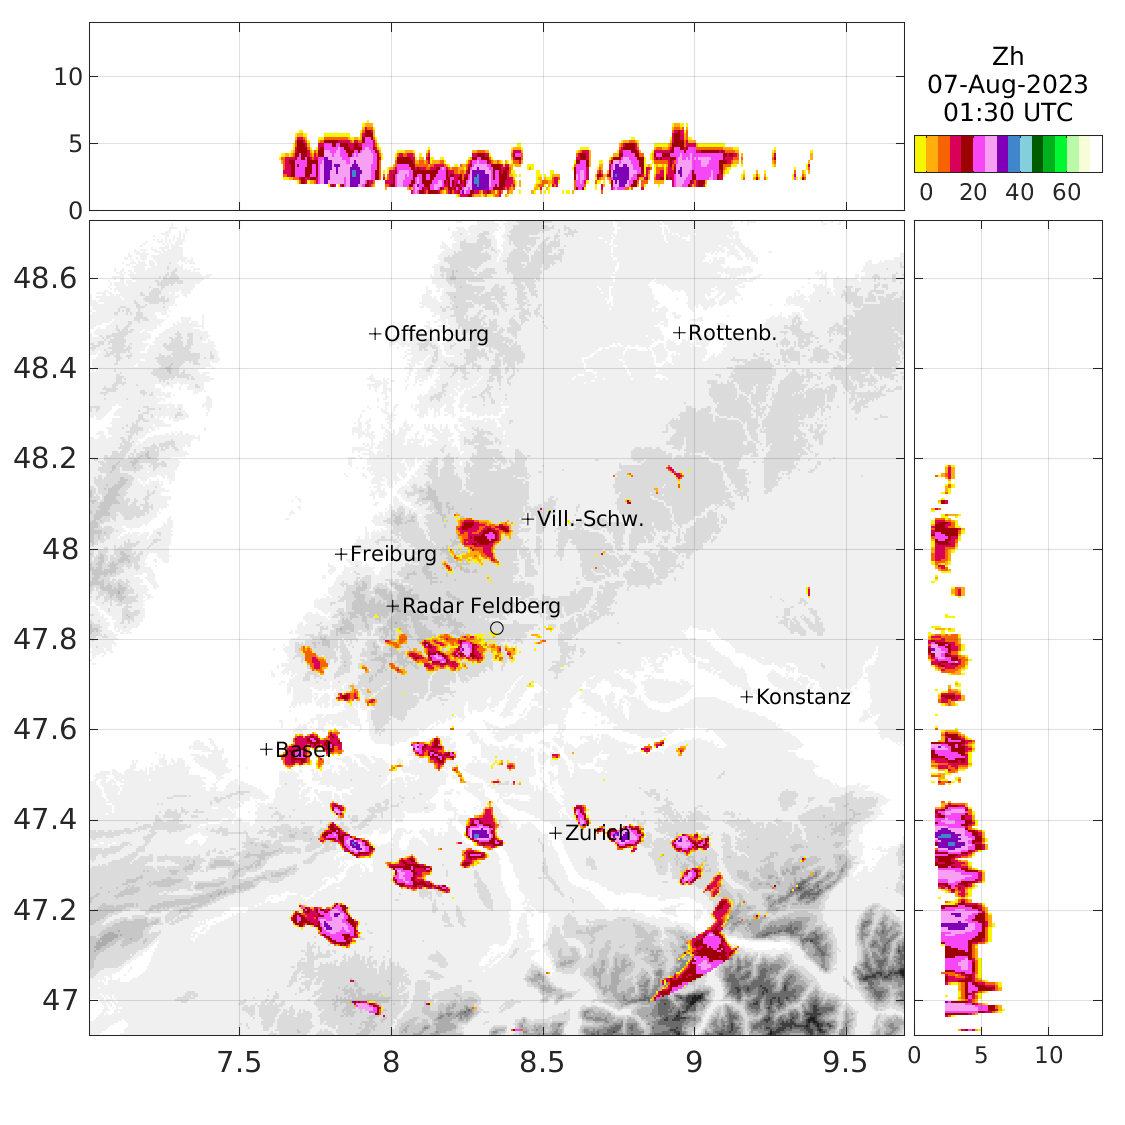 Zh
07-Aug-2023
01:30 UTC
10
5
0
0 20 40 60
48.6
48.4
48.2
48
47.8
47.6
47.4
47.2
47
+Offenburg
+Rottenb.
+Vill.-Schw.
+Freiburg
+Radar Feldberg
+Konstanz
+Basel
+Zürich
7.5 8 8.5 9 9.5
0 5 10